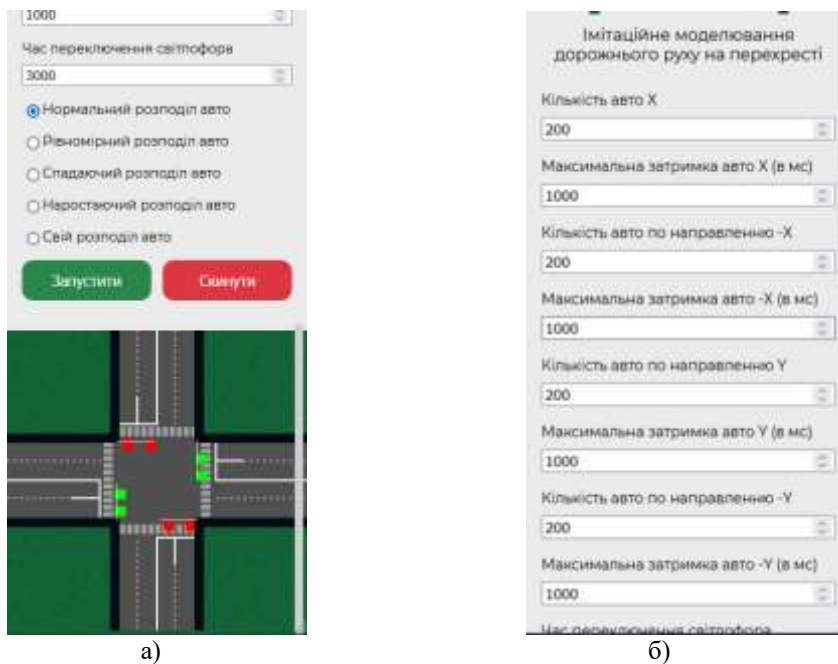 1000
Час переключення світлофора
3000
Нормальний розподіл авто
Рівномірний розподіл авто
Спадаючий розподіл авто
Наростаючий розподіл авто
Свій розподіл авто
Запустити
Скинути
а)
Імітаційне моделювання
дорожнього руху на перехресті
Кількість авто X
200
Максимальна затримка авто X (в мс)
1000
Кількість авто по направленню -X
200
Максимальна затримка авто -X (в мс)
1000
Кількість авто по направленню Y
200
Максимальна затримка авто Y (в мс)
1000
Кількість авто по направленню -Y
200
Максимальна затримка авто -Y (в мс)
1000
Час переключення світлофора
б)